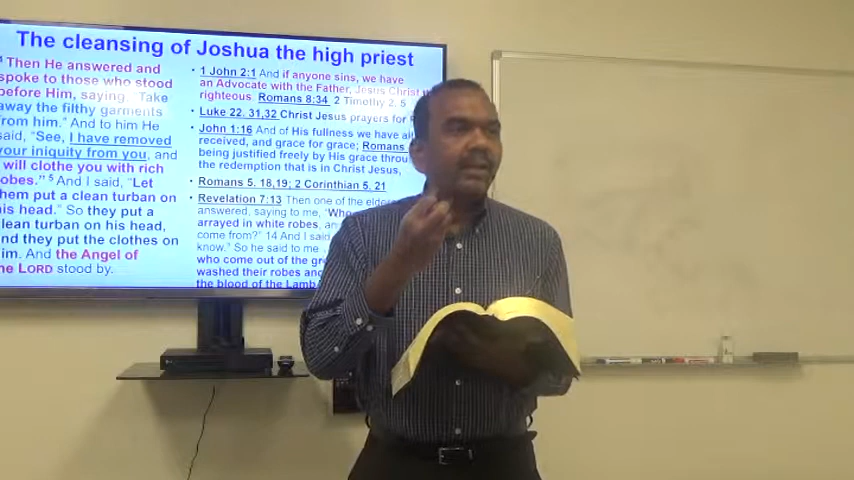 The cleansing of Joshua the high priest
Then He answered and
spoke to those who stood
before Him, saying, "Take
away the filthy garments
from him." And to him He
said, "See, I have removed
your iniquity from you, and
will clothe you with rich
robes." 5 And I said, "Let
them put a clean turban on
his head." So they put a
clean turban on his head,
and they put the clothes on
him. And the Angel of
the LORD stood by.
• 1 John 2:1 And if anyone sins, we have
an Advocate with the Father, Jesus Christ
righteous. Romans 8:34, 2 Timothy 2. 5
• Luke 22. 31,32 Christ Jesus prayers for
• John 1:16 And of His fullness we have all
received, and grace for grace; Romans
being justified freely by His grace through
the redemption that is in Christ Jesus,
• Romans 5. 18,19; 2 Corinthian 5. 21
• Revelation 7:13 Then one of the
answered, saying to me, "Who
arrayed in white robes, an
come from?" 14 And I said
know." So he said to me
who come out of the gre
washed their robes an
the blood of the Lamb